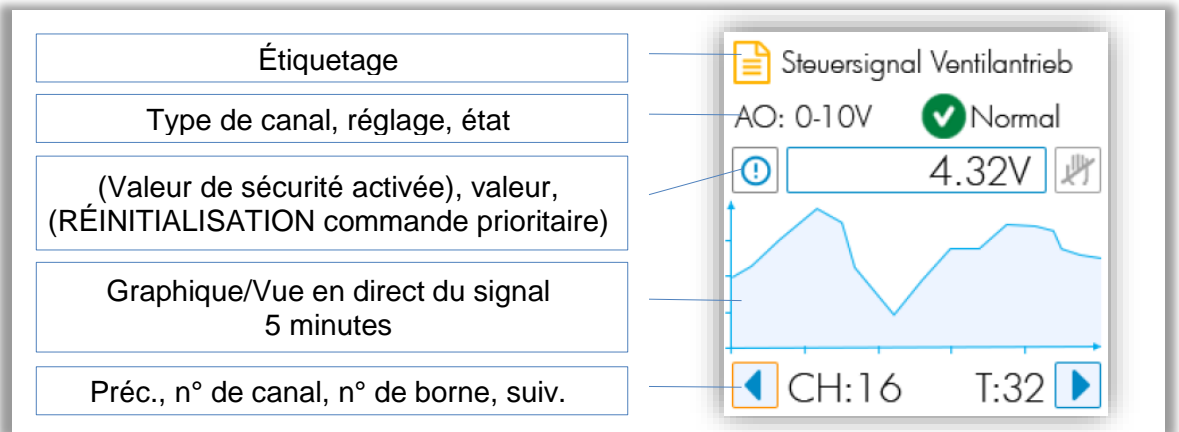 Étiquetage
Type de canal, réglage, état
(Valeur de sécurité activée), valeur,
(RÉINITIALISATION commande prioritaire)
Graphique/Vue en direct du signal
5 minutes
Préc., n° de canal, n° de borne, suiv.
Steuersignal Ventilantrieb
AO: 0-10V Normal
4.32V
CH:16 T:32